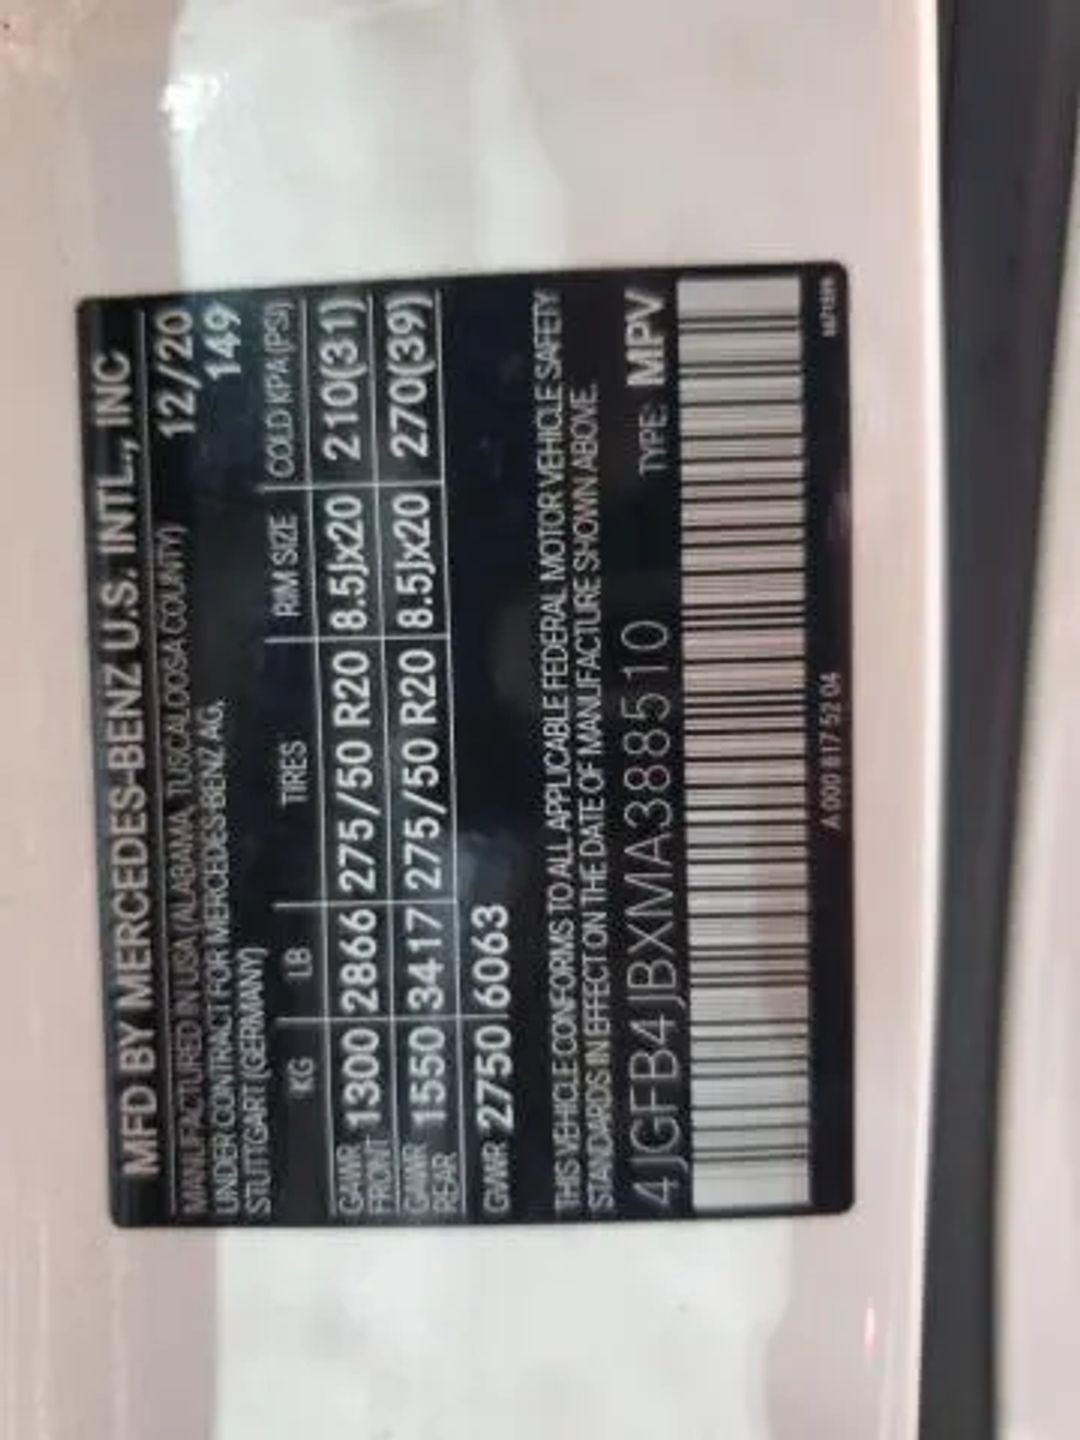 MFD BY MERCEDES-BENZ U.S. INTL., INC
MANUFACTURED IN USA (ALABAMA, TUSCALOOSA COUNTY) 12/20
UNDER CONTRACT FOR MERCEDES-BENZ AG, 149
STUTTGART (GERMANY)
KG LB TIRES RIM SIZE COLD KPA (PSI)
GAWR FRONT 1300 2866 275/50 R20 8.5Jx20 210(31)
GAWR REAR 1550 3417 275/50 R20 8.5Jx20 270(39)
GVWR 2750 6063
THIS VEHICLE CONFORMS TO ALL APPLICABLE FEDERAL MOTOR VEHICLE SAFETY
STANDARDS IN EFFECT ON THE DATE OF MANUFACTURE SHOWN ABOVE.
4JGFB4JBXMA388510 TYPE: MPV
A 000 817 52 04